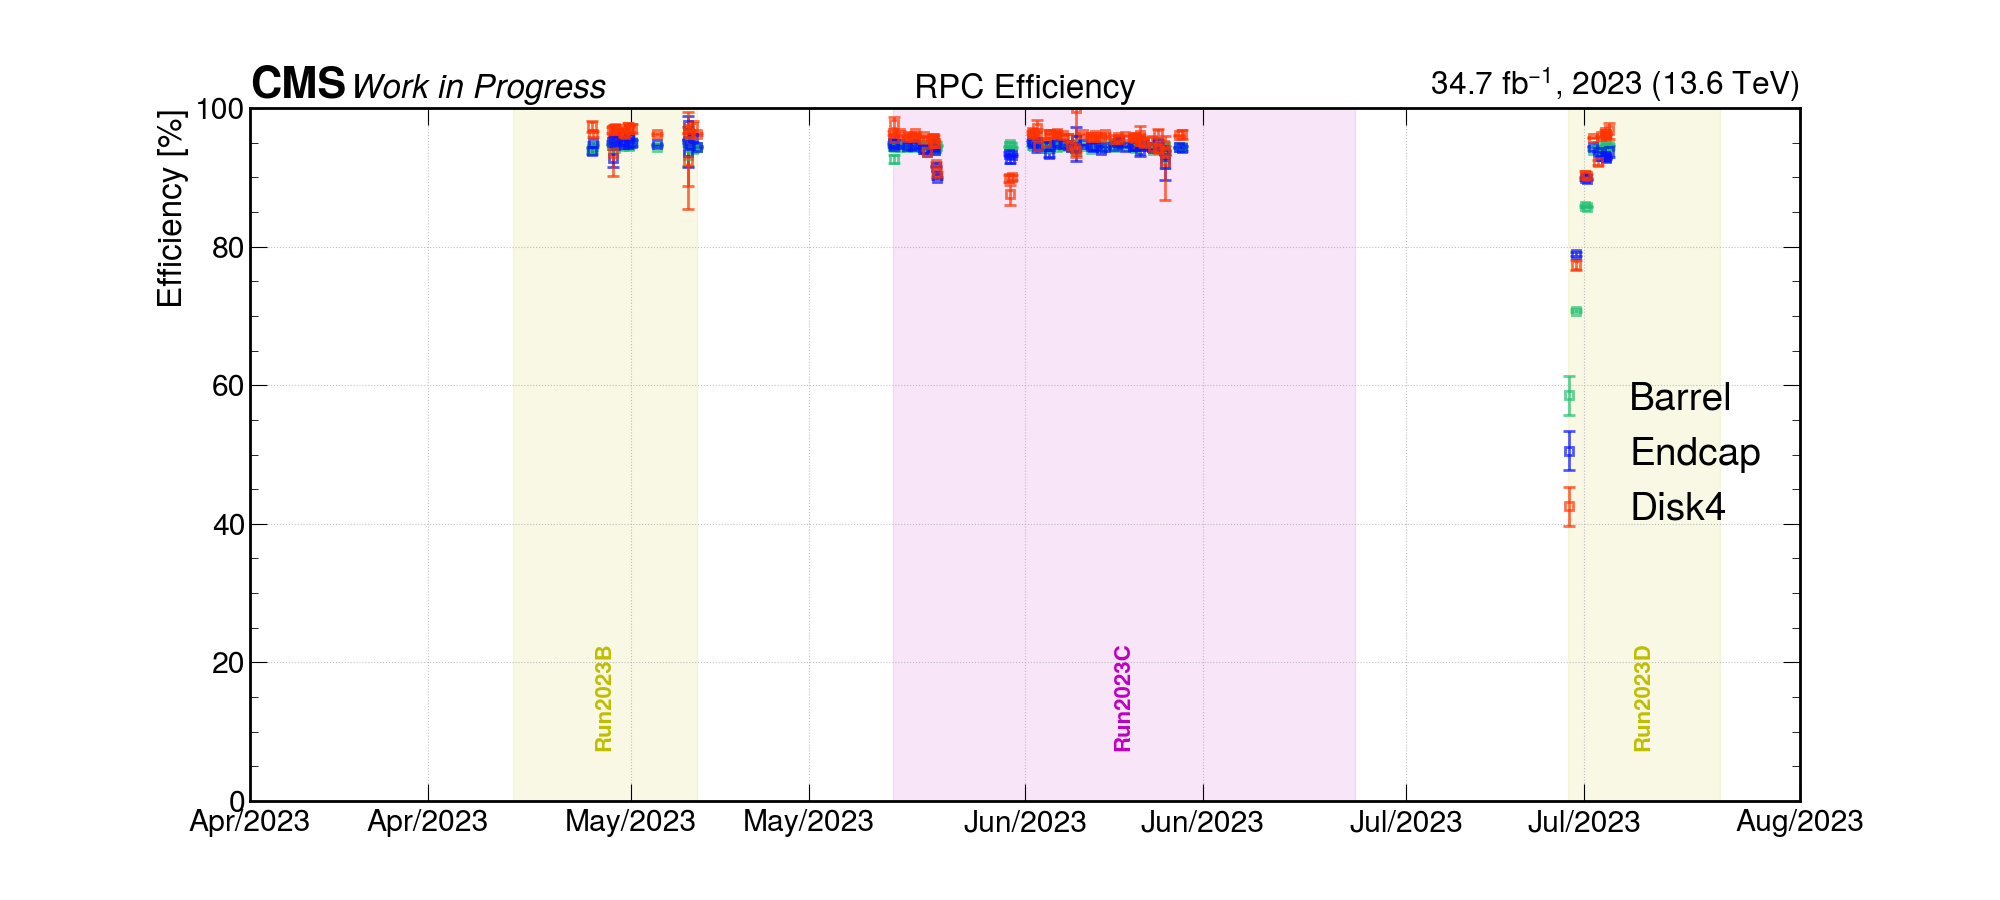 CMS Work in Progress
RPC Efficiency
34.7 fb⁻¹, 2023 (13.6 TeV)
Efficiency [%]
100
80
60
40
20
0
Barrel
Endcap
Disk4
Run2023B
Run2023C
Run2023D
Apr/2023 Apr/2023 May/2023 May/2023 Jun/2023 Jun/2023 Jul/2023 Jul/2023 Aug/2023